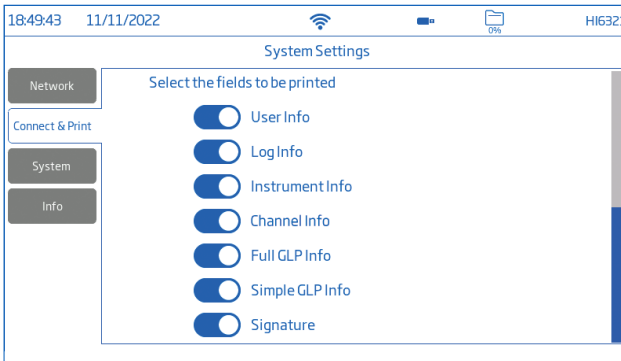 18:49:43 11/11/2022 0% HI632
System Settings
Network
Connect & Print
System
Info
Select the fields to be printed
User Info
Log Info
Instrument Info
Channel Info
Full GLP Info
Simple GLP Info
Signature